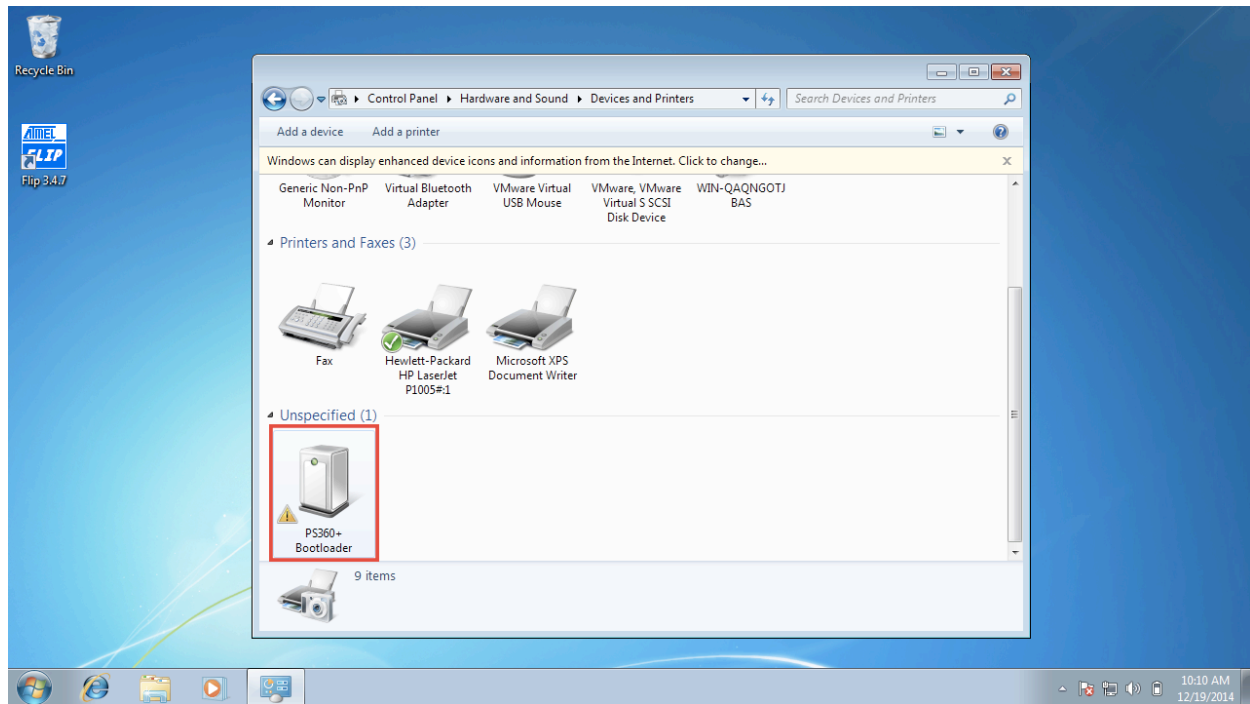 Recycle Bin
ATMEL
FLIP
Flip 3.4.7
Control Panel
Hardware and Sound
Devices and Printers
Search Devices and Printers
Add a device
Add a printer
Windows can display enhanced device icons and information from the Internet. Click to change...
Generic Non-PnP
Monitor
Virtual Bluetooth
Adapter
VMware Virtual
USB Mouse
VMware, VMware
Virtual S SCSI
Disk Device
WIN-QAQNGOTJ
BAS
Printers and Faxes (3)
Fax
Hewlett-Packard
HP LaserJet
P1005#:1
Microsoft XPS
Document Writer
Unspecified (1)
PS360+
Bootloader
9 items
10:10 AM
12/19/2014